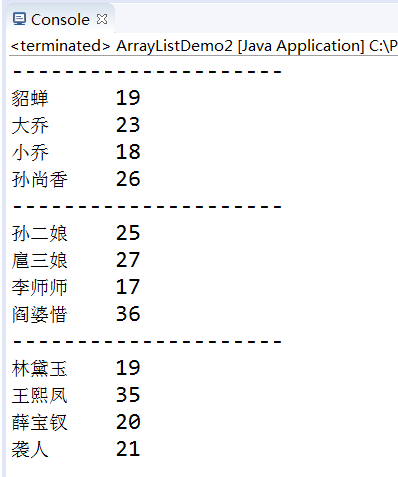 Console
<terminated> ArrayListDemo2 [Java Application] C:\P
---------------------
貂蝉 19
大乔 23
小乔 18
孙尚香 26
---------------------
孙二娘 25
扈三娘 27
李师师 17
阎婆惜 36
---------------------
林黛玉 19
王熙凤 35
薛宝钗 20
袭人 21